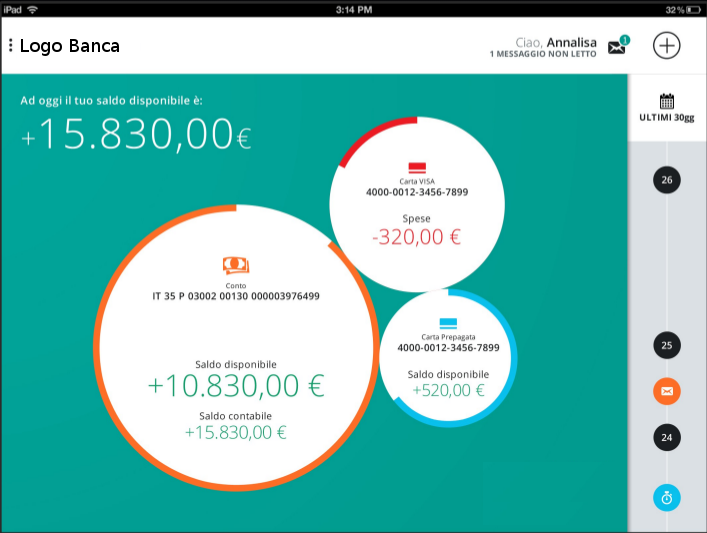 iPad 3:14 PM 32%
Logo Banca
Ciao, Annalisa
1 MESSAGGIO NON LETTO
1
Ad oggi il tuo saldo disponibile è:
+15.830,00€
ULTIMI 30gg
Carta VISA
4000-0012-3456-7899
Spese
-320,00 €
Conto
IT 35 P 03002 00130 000003976499
Saldo disponibile
+10.830,00 €
Saldo contabile
+15.830,00 €
Carta Prepagata
4000-0012-3456-7899
Saldo disponibile
+520,00 €
26
25
24